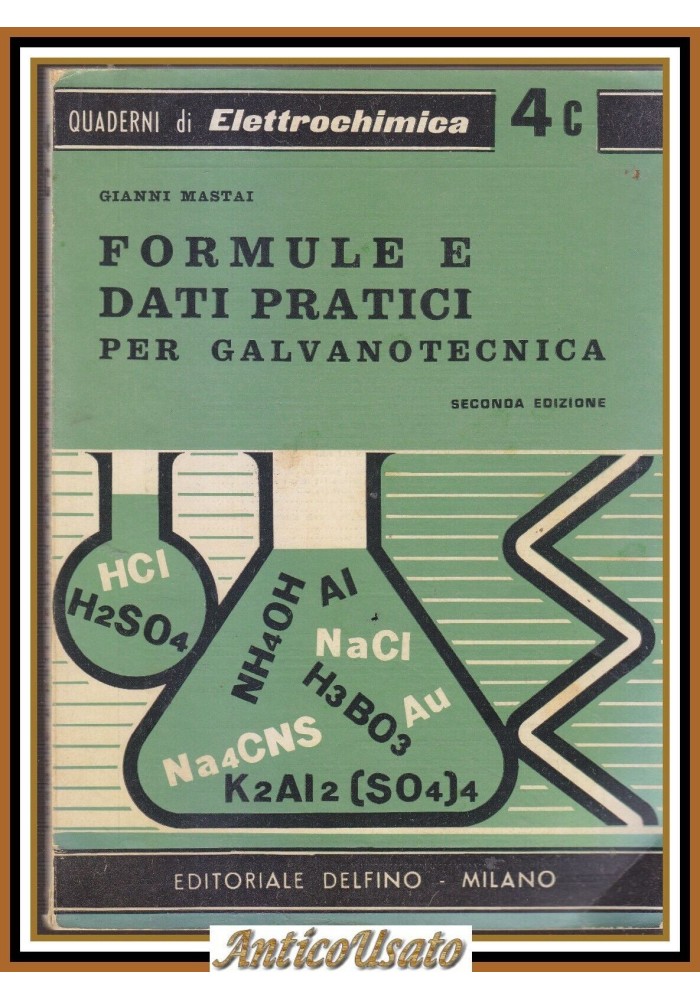 QUADERNI di Elettrochimica 4C
GIANNI MASTAI
FORMULE E
DATI PRATICI
PER GALVANOTECNICA
SECONDA EDIZIONE
HCl
H2SO4
NH4OH
Al
NaCl
H3BO3
Au
Na4CNS
K2Al2(SO4)4
EDITORIALE DELFINO - MILANO
AnticoUsato